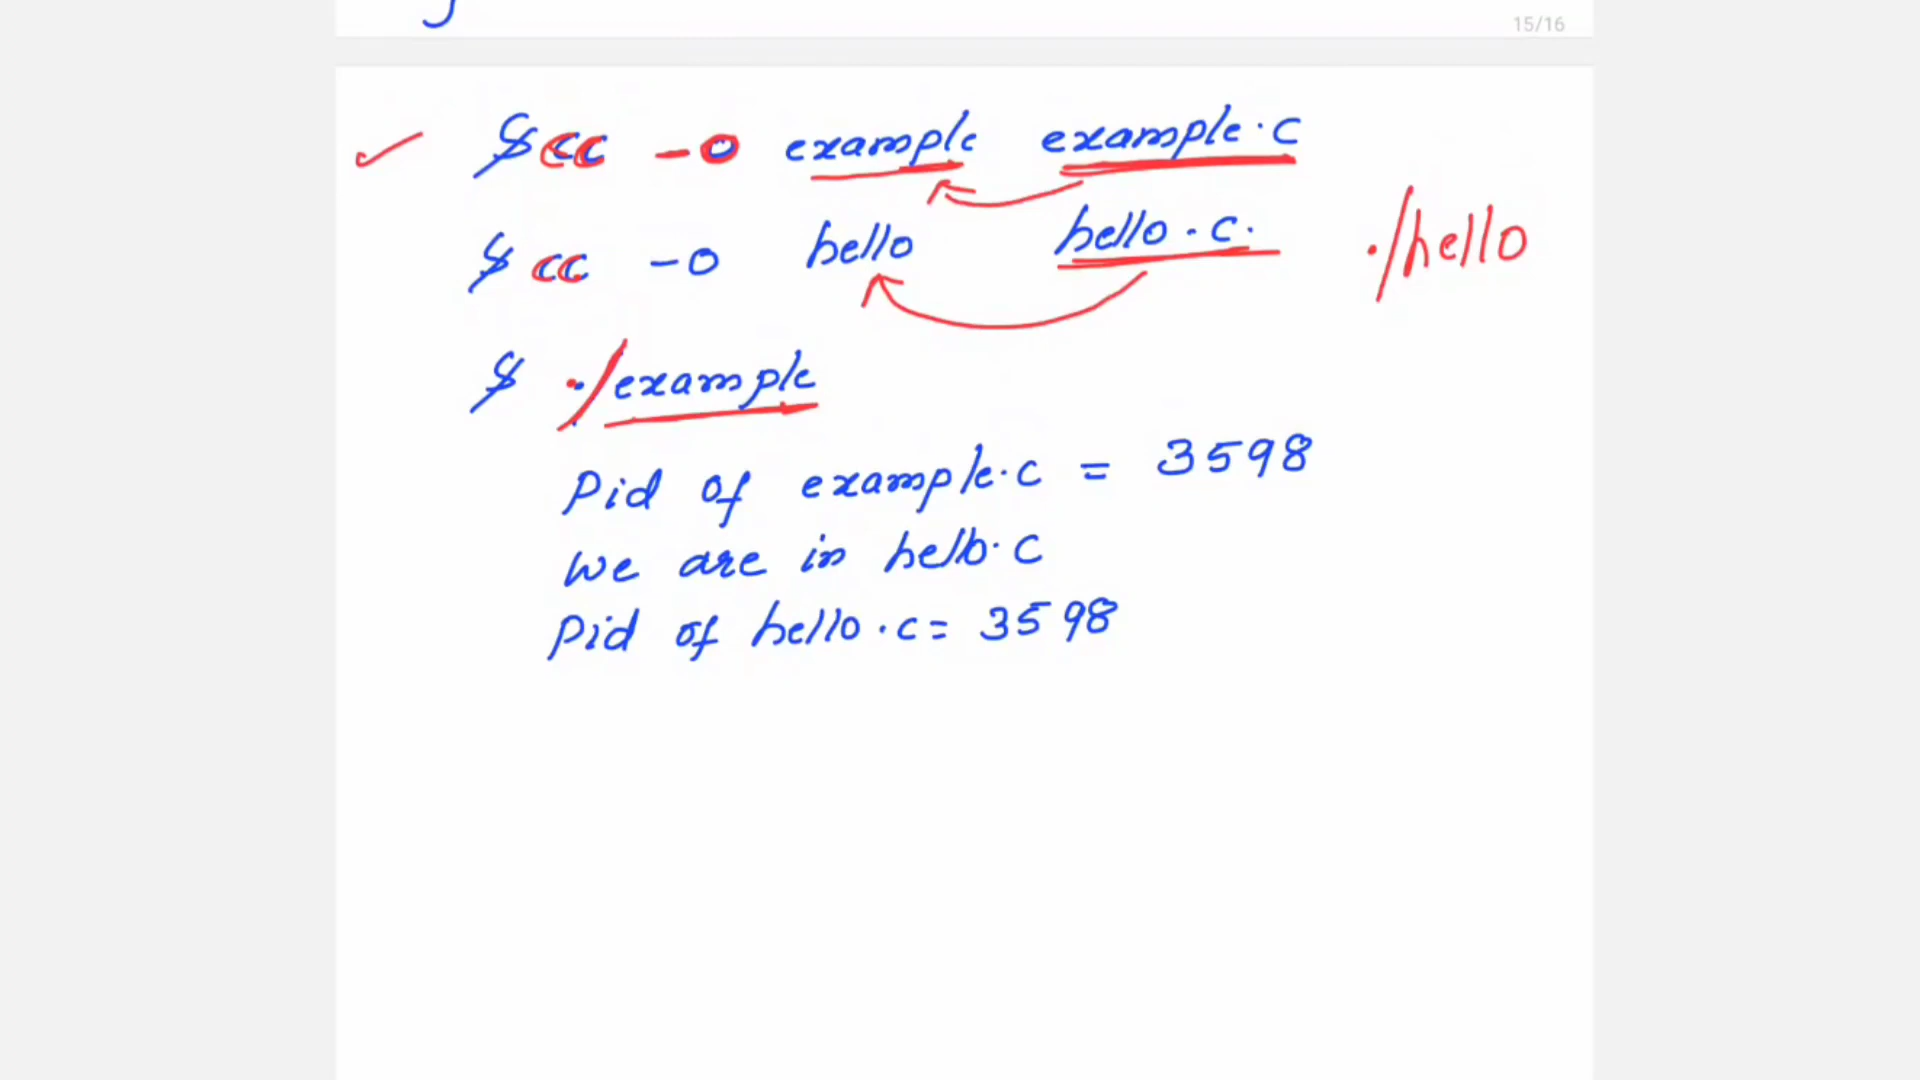 15/16
$ cc -o example example.c
$ cc -o hello hello.c. ./hello
$ ./example
Pid of example.c = 3598
we are in hello.c
Pid of hello.c = 3598